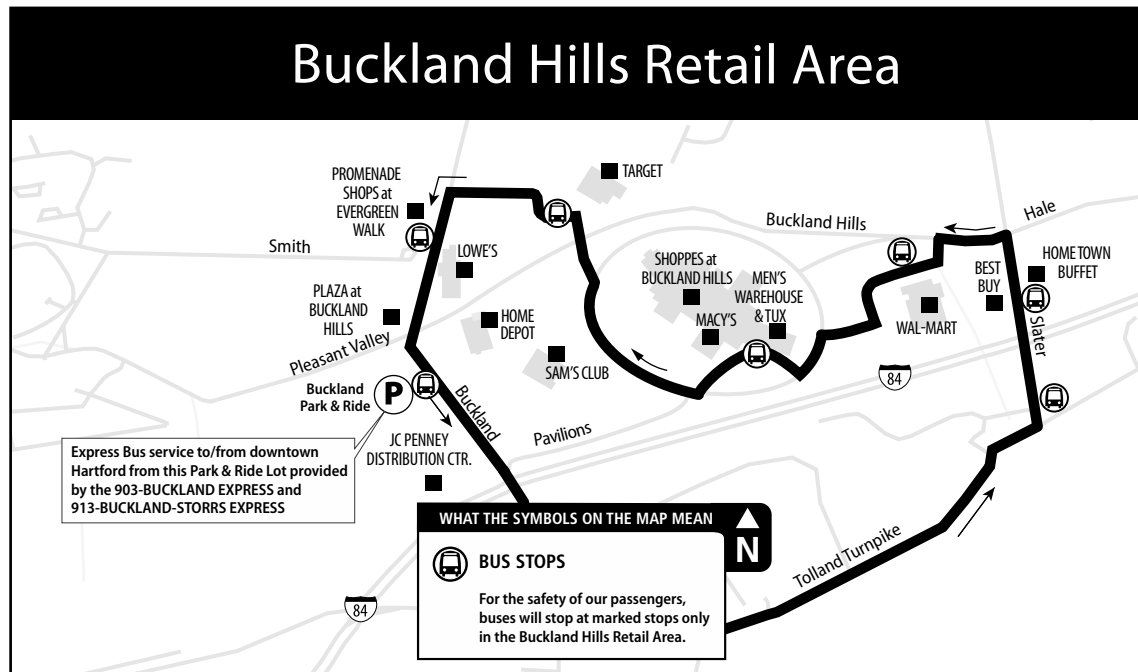 Buckland Hills Retail Area
TARGET
PROMENADE
SHOPS at
EVERGREEN
WALK
Smith
LOWE'S
Buckland Hills
Hale
HOME TOWN
BUFFET
SHOPPES at
BUCKLAND HILLS
MEN'S
WAREHOUSE
& TUX
BEST
BUY
PLAZA at
BUCKLAND
HILLS
HOME
DEPOT
MACY'S
WAL-MART
Slater
Pleasant Valley
SAM'S CLUB
84
Buckland
Park & Ride
P
Buckland
Pavilions
JC PENNEY
DISTRIBUTION CTR.
Express Bus service to/from downtown
Hartford from this Park & Ride Lot provided
by the 903-BUCKLAND EXPRESS and
913-BUCKLAND-STORRS EXPRESS
WHAT THE SYMBOLS ON THE MAP MEAN
N
BUS STOPS
For the safety of our passengers,
buses will stop at marked stops only
in the Buckland Hills Retail Area.
Tolland Turnpike
84